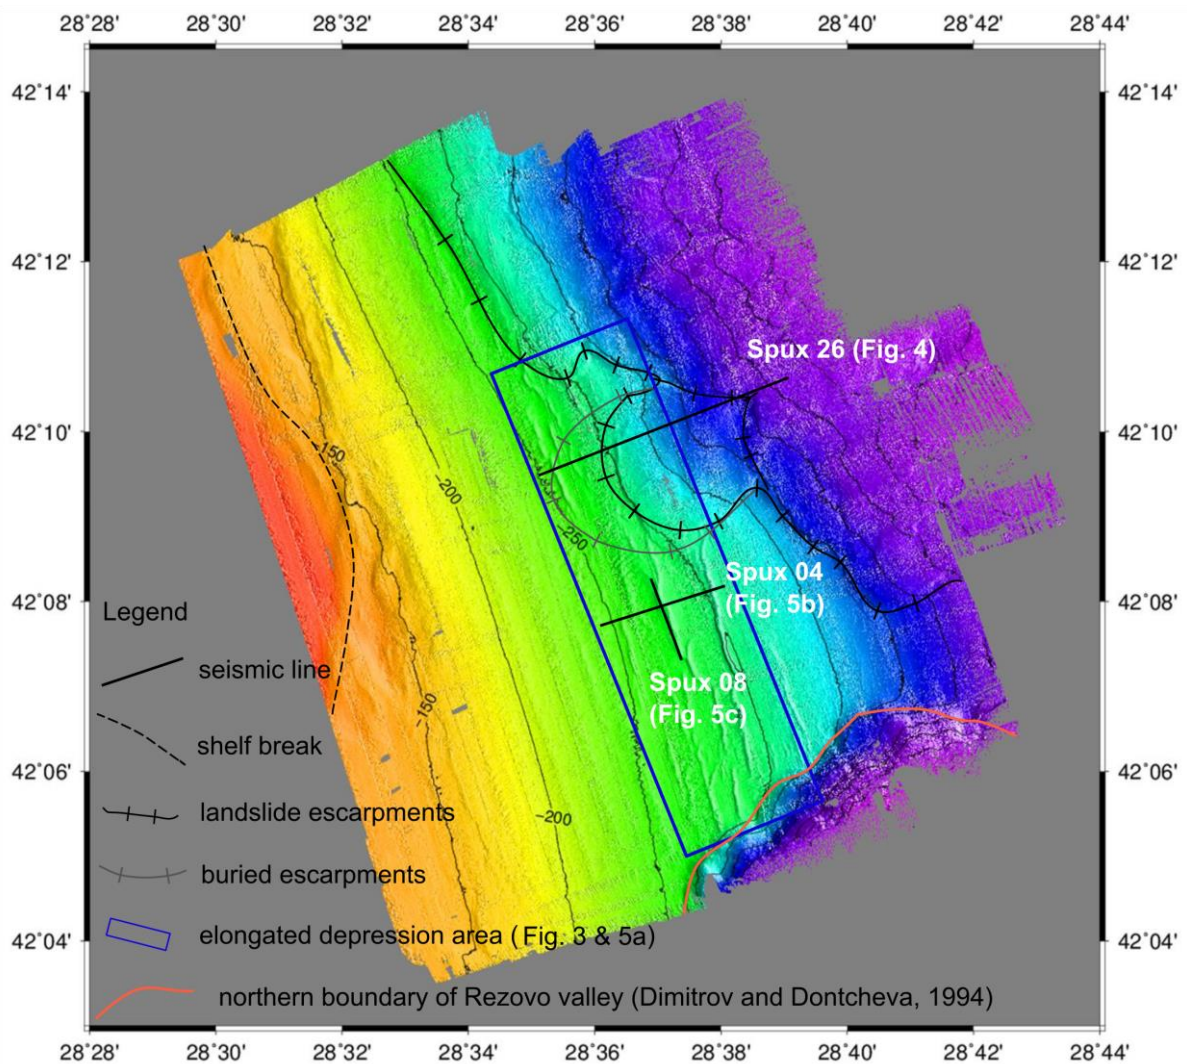 28˚28' 28˚30' 28˚32' 28˚34' 28˚36' 28˚38' 28˚40' 28˚42' 28˚44'
42˚14' 42˚14'
42˚12' 42˚12'
Spux 26 (Fig. 4)
42˚10' 42˚10'
-150
-200
-250
Spux 04
(Fig. 5b)
42˚08' 42˚08'
Legend
seismic line
Spux 08
(Fig. 5c)
-150
shelf break
42˚06' 42˚06'
landslide escarpments
-200
buried escarpments
elongated depression area (Fig. 3 & 5a)
42˚04' 42˚04'
northern boundary of Rezovo valley (Dimitrov and Dontcheva, 1994)
28˚28' 28˚30' 28˚32' 28˚34' 28˚36' 28˚38' 28˚40' 28˚42' 28˚44'